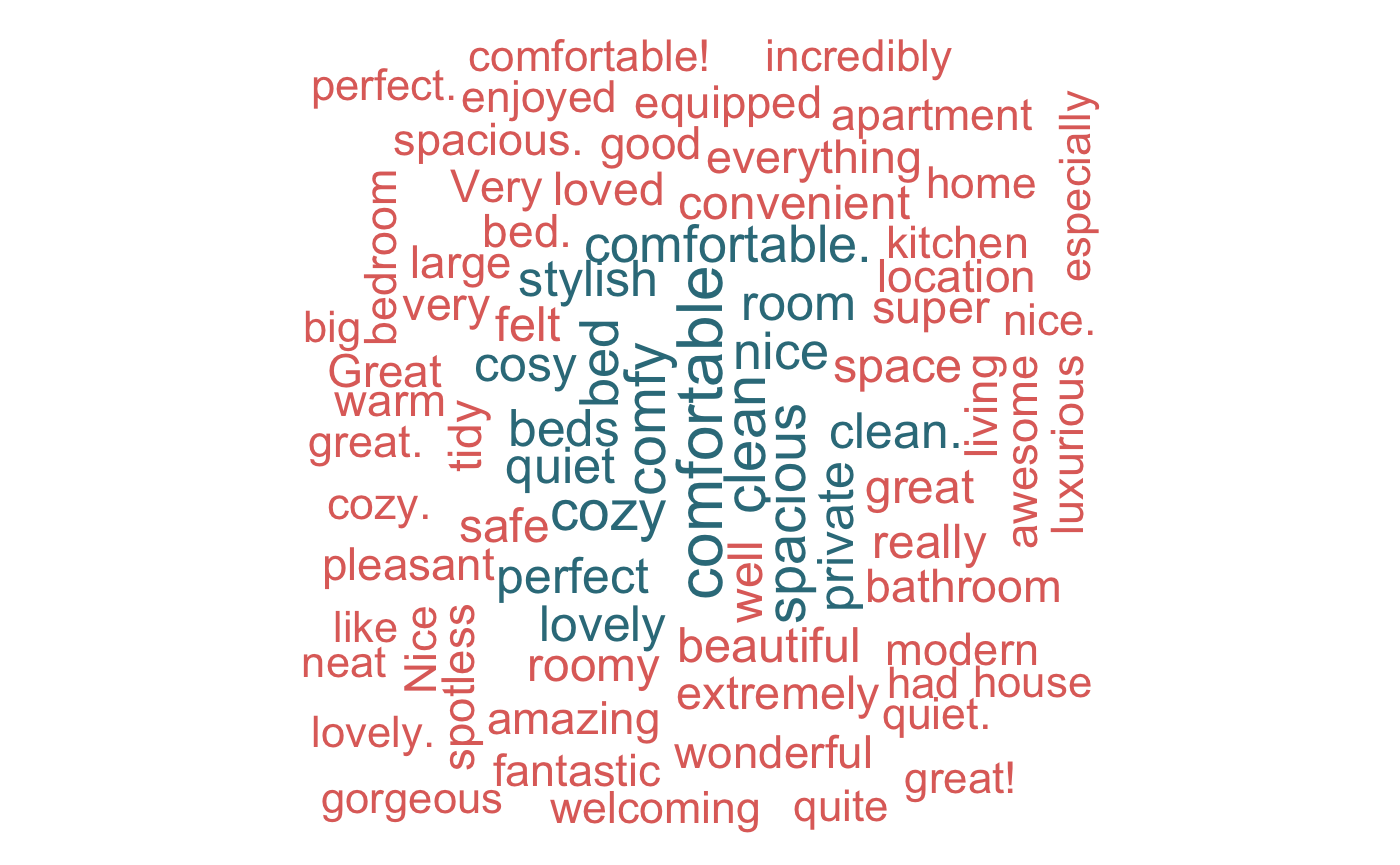 comfortable! incredibly
perfect. enjoyed equipped apartment
especially
spacious. good everything
bedroom Very loved convenient home
bed. comfortable. kitchen
large stylish location
very room super
big felt nice.
bed comfortable nice
cosy comfy space
Great living awesome luxurious
warm clean
tidy beds spacious clean.
great. quiet private
cozy. safe cozy great
well really
pleasant perfect bathroom
like Nice spotless lovely
neat roomy beautiful modern
extremely had house
lovely. amazing quiet.
wonderful
fantastic great!
gorgeous welcoming quite